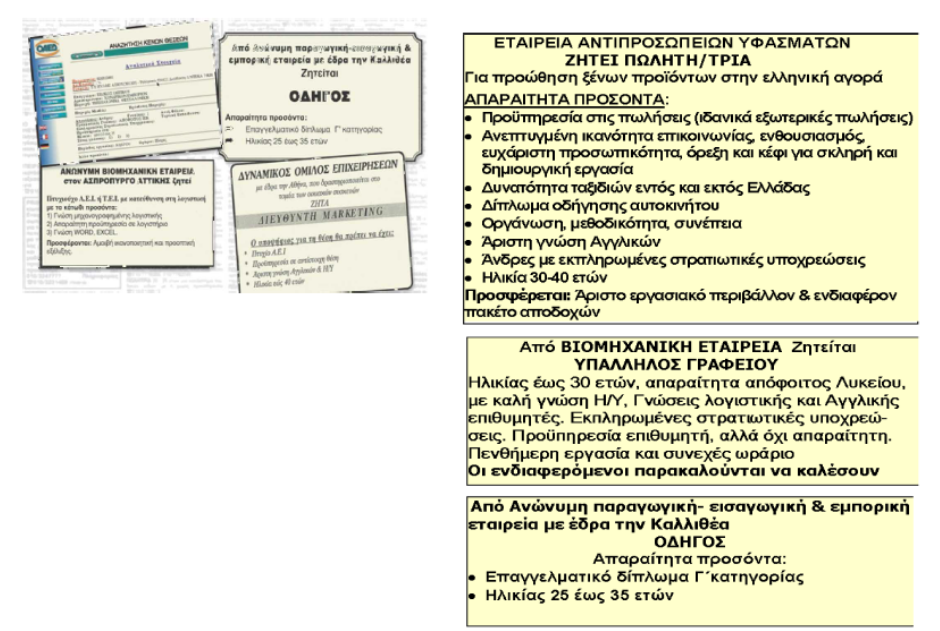 ΟΑΕΔ
ΑΝΑΖΗΤΗΣΗ ΚΕΝΩΝ ΘΕΣΕΩΝ
Αναλυτικά Στοιχεία
Από Ανώνυμη παραγωγική-εισαγωγική &
εμπορική εταιρεία με έδρα την Καλλιθέα
Ζητείται
ΟΔΗΓΟΣ
Απαραίτητα προσόντα:
Επαγγελματικό δίπλωμα Γ' κατηγορίας
Ηλικίας 25 έως 35 ετών
ΑΝΩΝΥΜΗ ΒΙΟΜΗΧΑΝΙΚΗ ΕΤΑΙΡΕΙΑ
στον ΑΣΠΡΟΠΥΡΓΟ ΑΤΤΙΚΗΣ ζητεί
Πτυχιούχο Α.Ε.Ι. ή Τ.Ε.Ι. με κατεύθυνση στη λογιστική
με τα κάτωθι προσόντα:
1) Γνώση μηχανογραφημένης λογιστικής
2) Απαραίτητη προϋπηρεσία σε λογιστήριο
3) Γνώση WORD, EXCEL.
Προσφέρονται: Αμοιβή ικανοποιητική και προοπτική
εξέλιξης.
ΔΥΝΑΜΙΚΟΣ ΟΜΙΛΟΣ ΕΠΙΧΕΙΡΗΣΕΩΝ
με έδρα την Αθήνα, που δραστηριοποιείται στο
τομέα των οικιακών συσκευών
ΖΗΤΑ
ΔΙΕΥΘΥΝΤΗ MARKETING
Ο υποψήφιος για τη θέση θα πρέπει να έχει:
• Πτυχίο Α.Ε.Ι
• Προϋπηρεσία σε αντίστοιχη θέση
• Άριστη γνώση Αγγλικών & Η/Υ
• Ηλικία εώς 40 ετών
ΕΤΑΙΡΕΙΑ ΑΝΤΙΠΡΟΣΩΠΕΙΩΝ ΥΦΑΣΜΑΤΩΝ
ΖΗΤΕΙ ΠΩΛΗΤΗ/ΤΡΙΑ
Για προώθηση ξένων προϊόντων στην ελληνική αγορά
ΑΠΑΡΑΙΤΗΤΑ ΠΡΟΣΟΝΤΑ:
• Προϋπηρεσία στις πωλήσεις (ιδανικά εξωτερικές πωλήσεις)
• Ανεπτυγμένη ικανότητα επικοινωνίας, ενθουσιασμός,
ευχάριστη προσωπικότητα, όρεξη και κέφι για σκληρή και
δημιουργική εργασία
• Δυνατότητα ταξιδιών εντός και εκτός Ελλάδας
• Δίπλωμα οδήγησης αυτοκινήτου
• Οργάνωση, μεθοδικότητα, συνέπεια
• Άριστη γνώση Αγγλικών
• Άνδρες με εκπληρωμένες στρατιωτικές υποχρεώσεις
• Ηλικία 30-40 ετών
Προσφέρεται: Άριστο εργασιακό περιβάλλον & ενδιαφέρον
πακέτο αποδοχών
Από ΒΙΟΜΗΧΑΝΙΚΗ ΕΤΑΙΡΕΙΑ Ζητείται
ΥΠΑΛΛΗΛΟΣ ΓΡΑΦΕΙΟΥ
Ηλικίας έως 30 ετών, απαραίτητα απόφοιτος Λυκείου,
με καλή γνώση Η/Υ, Γνώσεις λογιστικής και Αγγλικής
επιθυμητές. Εκπληρωμένες στρατιωτικές υποχρεώ-
σεις. Προϋπηρεσία επιθυμητή, αλλά όχι απαραίτητη.
Πενθήμερη εργασία και συνεχές ωράριο
Οι ενδιαφερόμενοι παρακαλούνται να καλέσουν
Από Ανώνυμη παραγωγική- εισαγωγική & εμπορική
εταιρεία με έδρα την Καλλιθέα
ΟΔΗΓΟΣ
Απαραίτητα προσόντα:
• Επαγγελματικό δίπλωμα Γ΄κατηγορίας
• Ηλικίας 25 έως 35 ετών